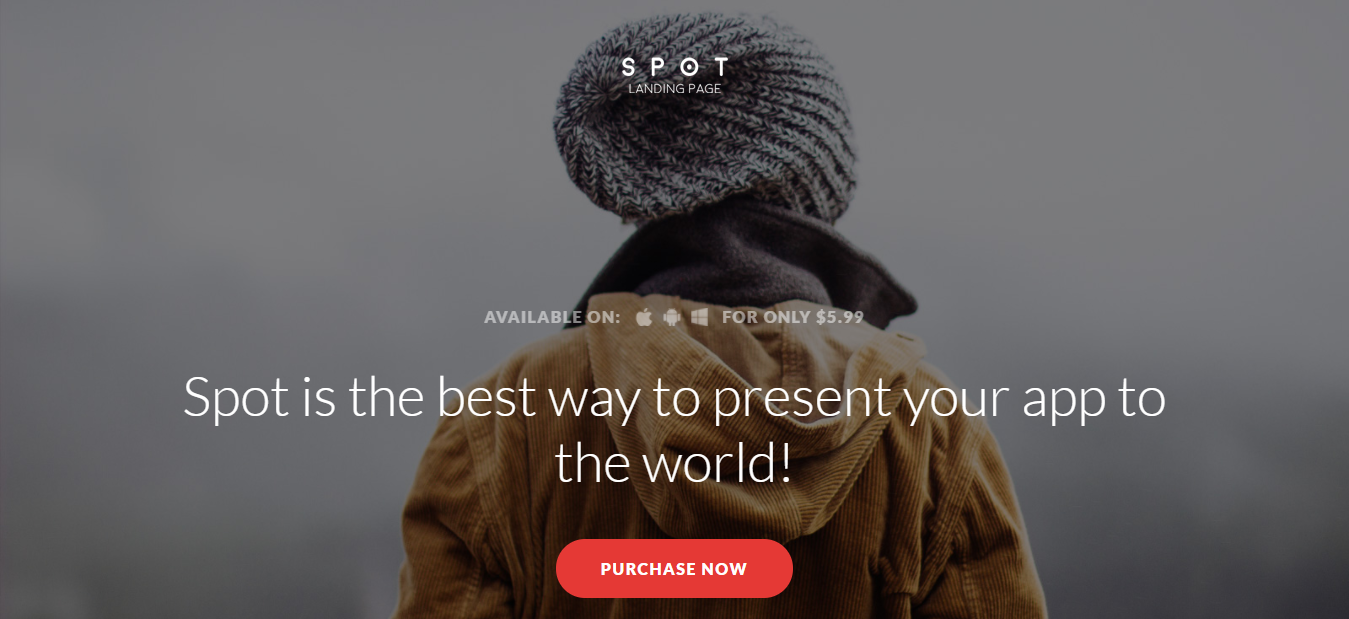 SPOT
LANDING PAGE
AVAILABLE ON: FOR ONLY $5.99
Spot is the best way to present your app to
the world!
PURCHASE NOW